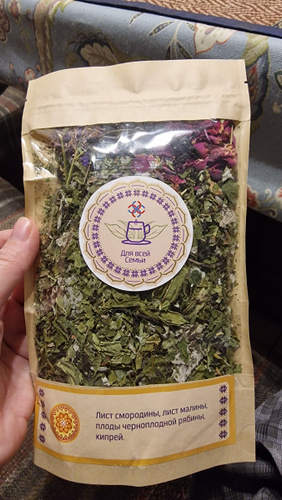 Для всей
Семьи
Лист смородины, лист малины,
плоды черноплодной рябины,
кипрей.